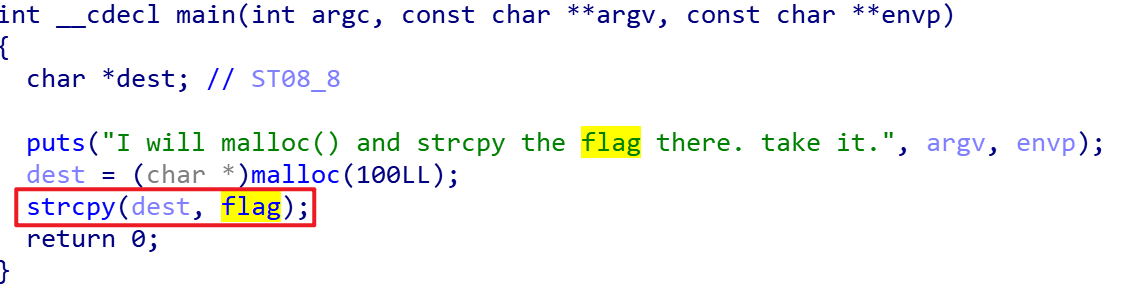 int __cdecl main(int argc, const char **argv, const char **envp)
{
  char *dest; // ST08_8

  puts("I will malloc() and strcpy the flag there. take it.", argv, envp);
  dest = (char *)malloc(100LL);
  strcpy(dest, flag);
  return 0;
}